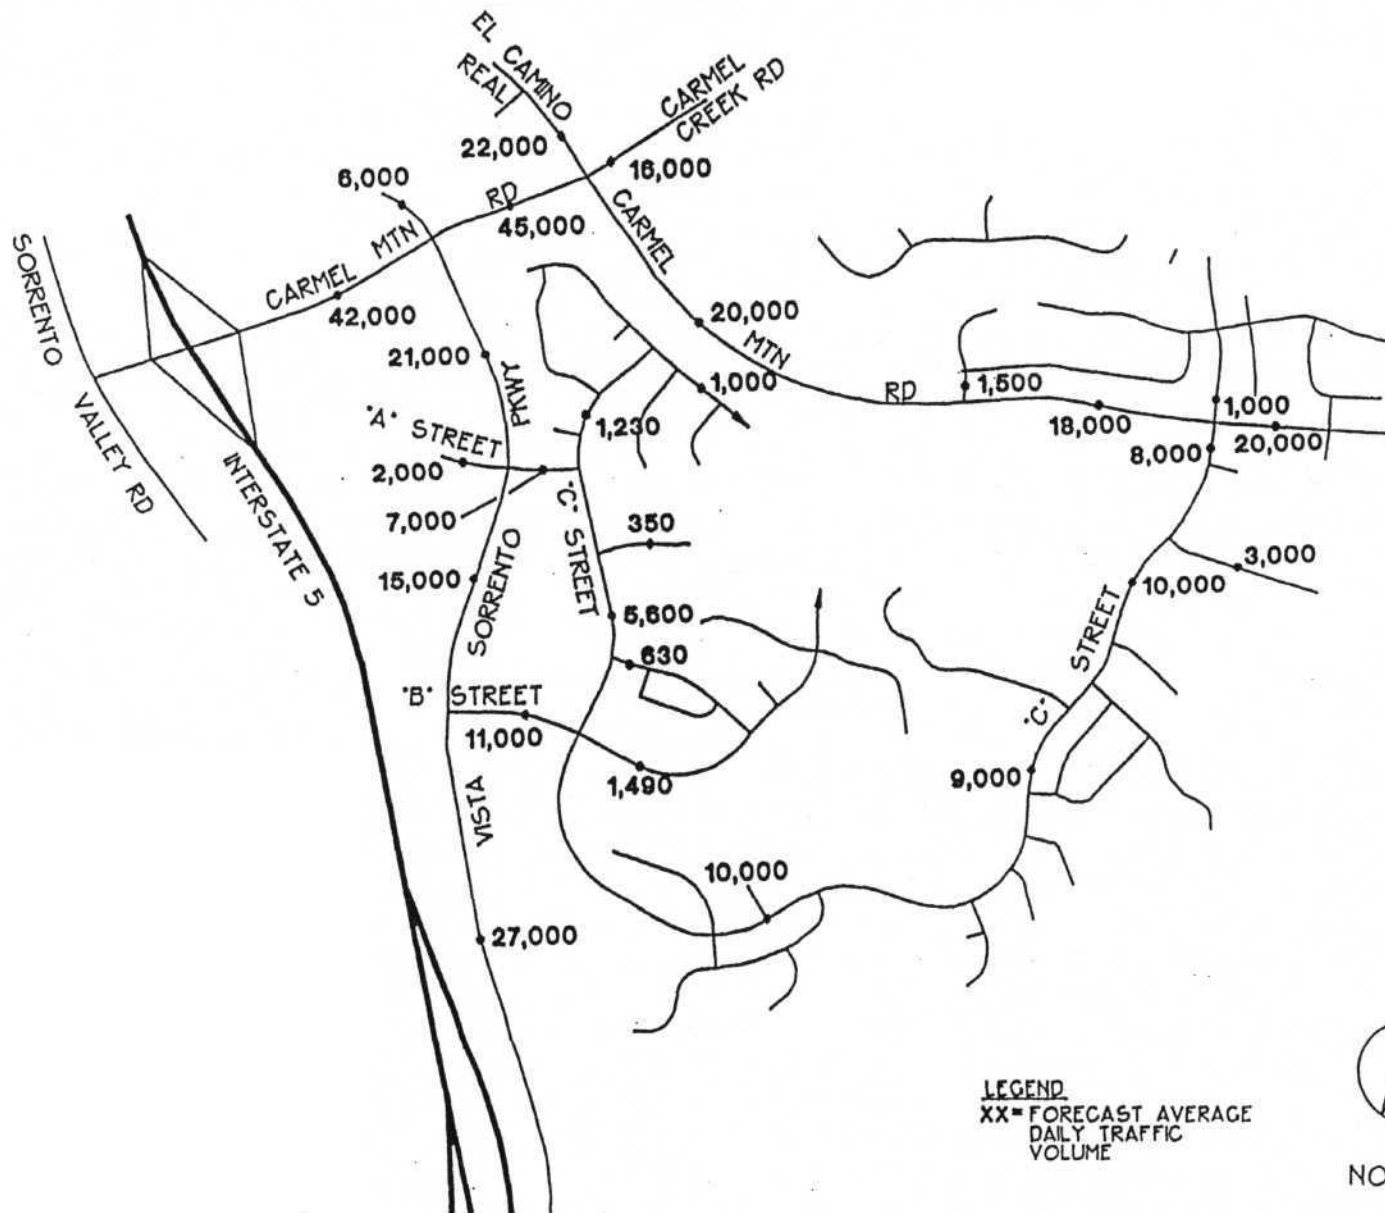 EL CAMINO
REAL
CARMEL
CREEK RD
22,000
16,000
6,000
RD
45,000
CARMEL
MTN
SORRENTO
CARMEL
42,000
20,000
MTN
21,000
PKWY
1,000
RD
1,500
"A" STREET
1,230
18,000
1,000
20,000
8,000
VALLEY RD
2,000
INTERSTATE 5
7,000
"C" STREET
350
3,000
15,000
SORRENTO
10,000
5,600
STREET
630
"B" STREET
"C"
11,000
1,490
9,000
VISTA
10,000
27,000
LEGEND
XX= FORECAST AVERAGE
DAILY TRAFFIC
VOLUME
NO